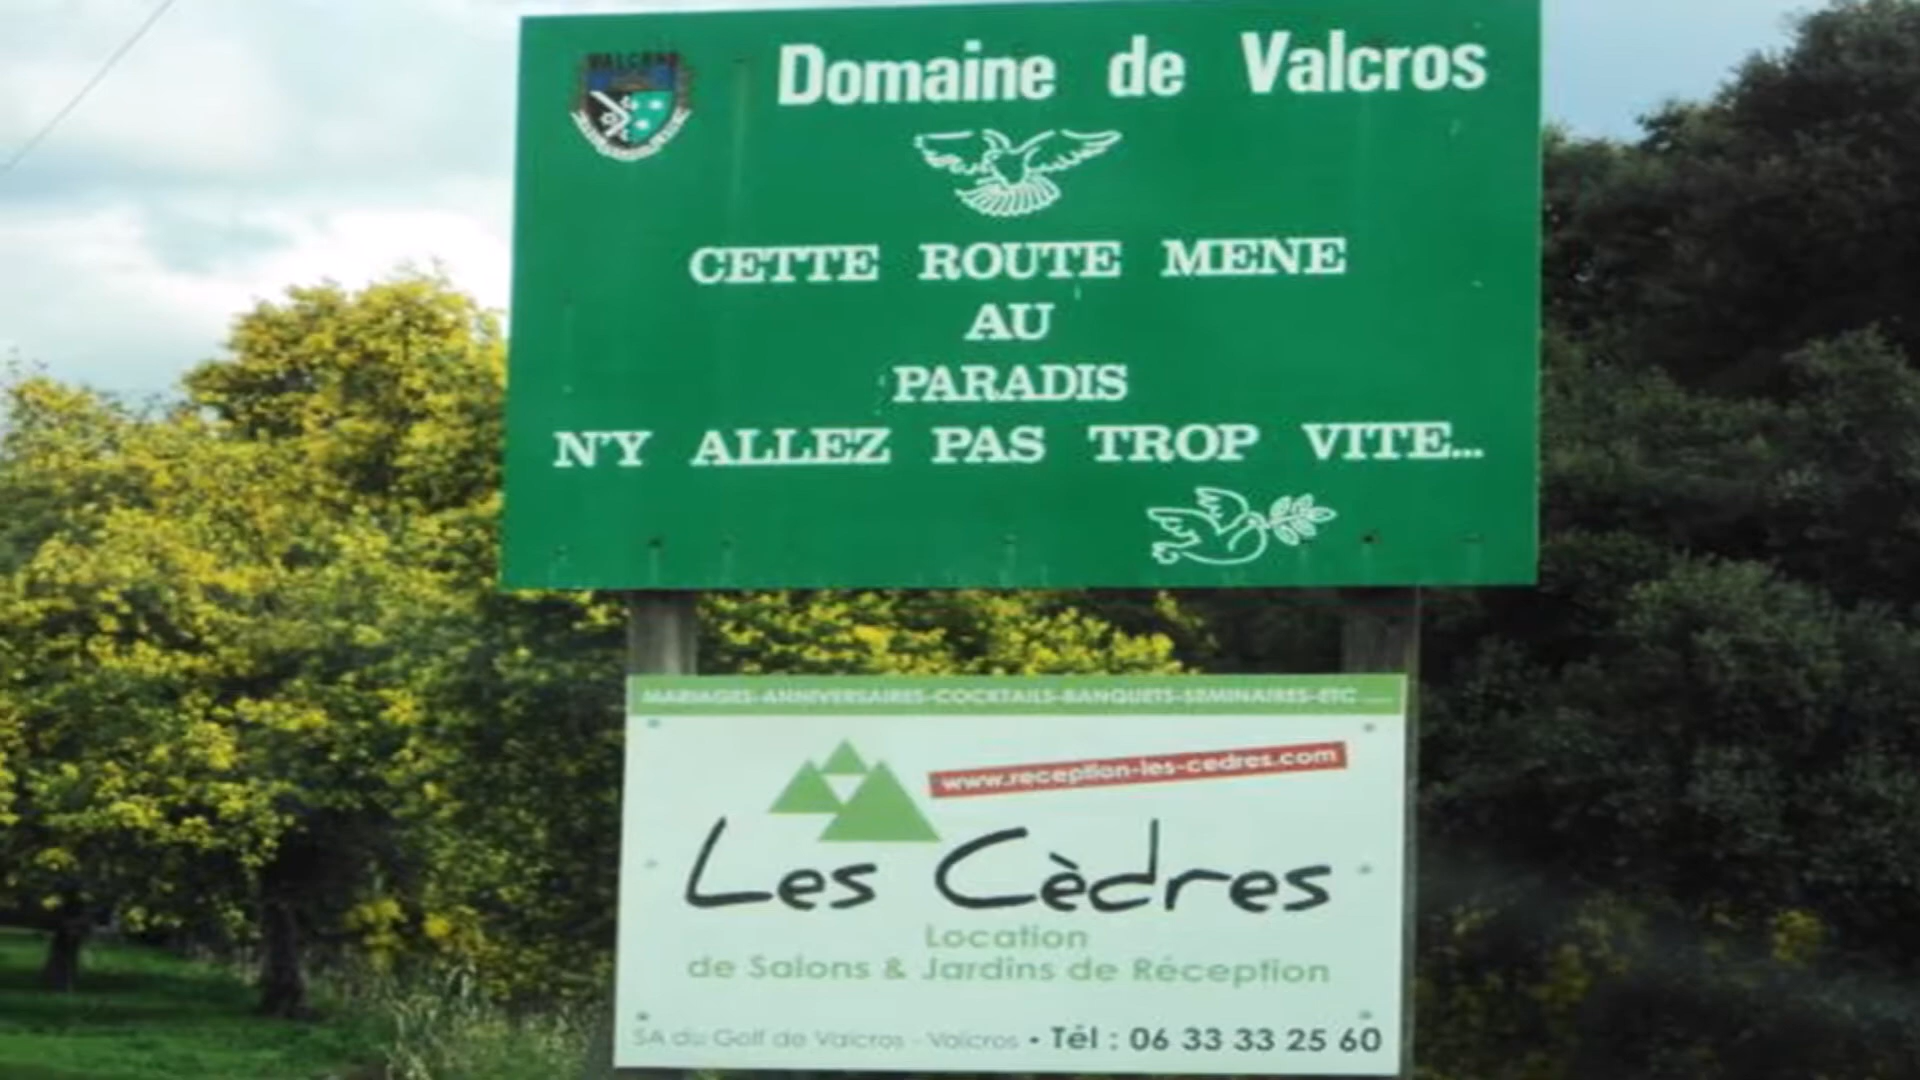 VALCROS
Domaine de Valcros
CETTE ROUTE MENE
AU
PARADIS
N'Y ALLEZ PAS TROP VITE...
MARIAGES-ANNIVERSAIRES-COCKTAILS-BANQUETS-SEMINAIRES-ETC ....
www.reception-les-cedres.com
Les Cèdres
Location
de Salons & Jardins de Réception
SA du Golf de Valcros - Valcros • Tél : 06 33 33 25 60